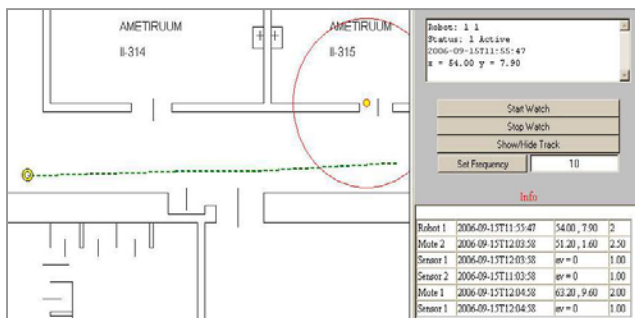 AMETIRUUM
II-314
AMETIRUUM
II-315
Robot: 1 1
Status: 1 Active
2006-09-15T11:55:47
x = 54.00 y = 7.90
Start Watch
Stop Watch
Show/Hide Track
Set Frequency 10
Info
Robot 1 2006-09-15T11:55:47 54.00 , 7.90 2
Mote 2 2006-09-15T12:03:58 51.20 , 1.60 2.50
Sensor 1 2006-09-15T12:03:58 ev = 0 1.00
Sensor 2 2006-09-15T11:03:58 ev = 0 1.00
Mote 1 2006-09-15T12:04:58 63.20 , 9.60 2.00
Sensor 1 2006-09-15T12:04:58 ev = 0 1.00